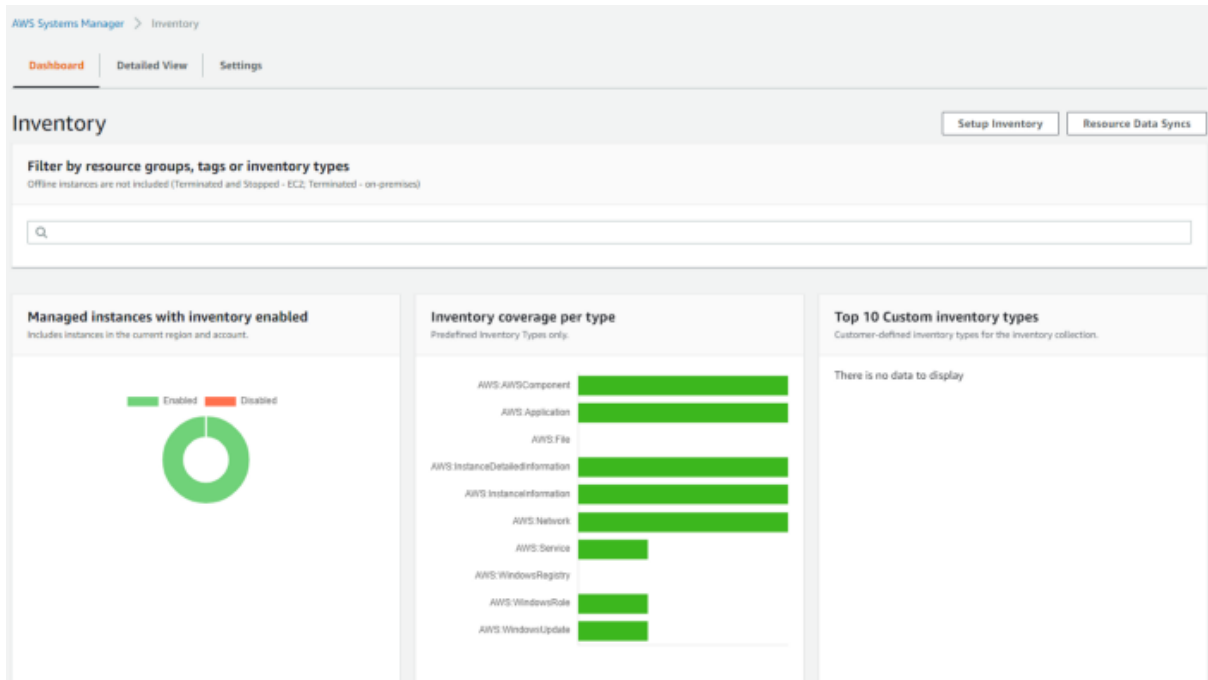 AWS Systems Manager > Inventory
Dashboard Detailed View Settings
Inventory
Setup Inventory Resource Data Syncs
Filter by resource groups, tags or inventory types
Offline instances are not included (Terminated and Stopped - EC2; Terminated - on-premises)
Managed instances with inventory enabled
Includes instances in the current region and account.
Enabled Disabled
Inventory coverage per type
Predefined Inventory Types only.
AWS:AWSComponent
AWS:Application
AWS:File
AWS:InstanceDetailedInformation
AWS:InstanceInformation
AWS:Network
AWS:Service
AWS:WindowsRegistry
AWS:WindowsRole
AWS:WindowsUpdate
Top 10 Custom inventory types
Customer-defined inventory types for the inventory collection.
There is no data to display